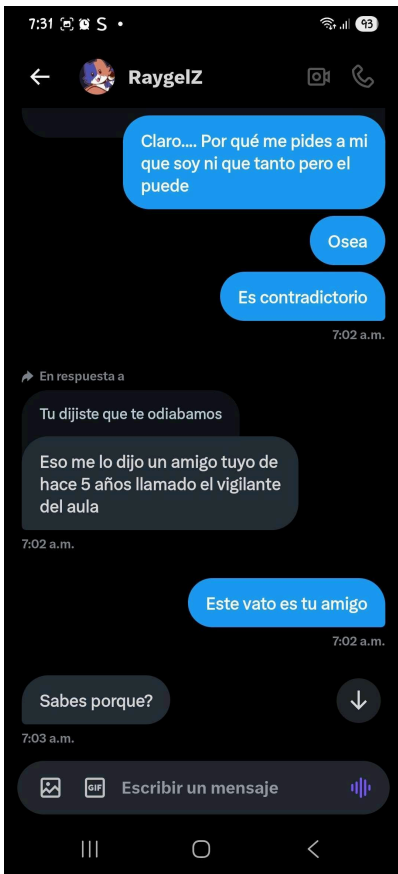 7:31 S •
93
RaygelZ
Claro.... Por qué me pides a mi
que soy ni que tanto pero el
puede
Osea
Es contradictorio
7:02 a.m.
En respuesta a
Tu dijiste que te odiabamos
Eso me lo dijo un amigo tuyo de
hace 5 años llamado el vigilante
del aula
7:02 a.m.
Este vato es tu amigo
7:02 a.m.
Sabes porque?
7:03 a.m.
GIF
Escribir un mensaje